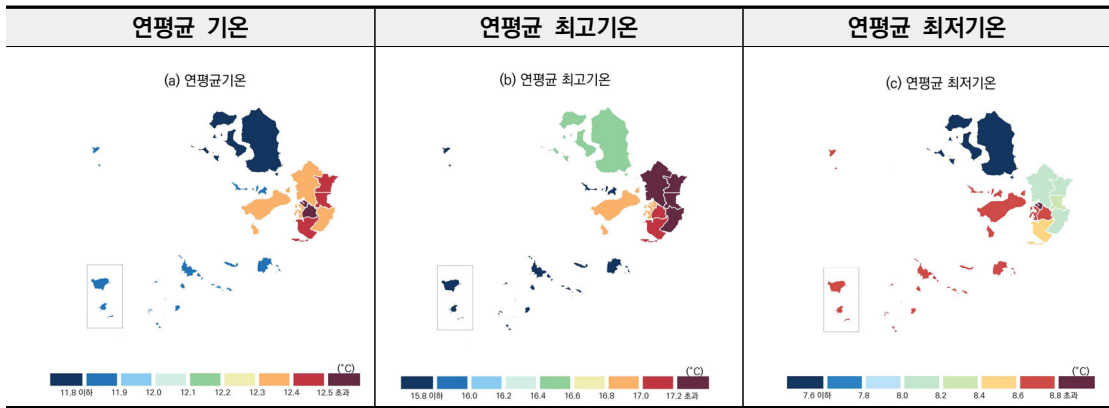 연평균 기온
연평균 최고기온
연평균 최저기온
(a) 연평균기온
(b) 연평균 최고기온
(c) 연평균 최저기온
(°C)
11.8 이하 11.9 12.0 12.1 12.2 12.3 12.4 12.5 초과
(°C)
15.8 이하 16.0 16.2 16.4 16.6 16.8 17.0 17.2 초과
(°C)
7.6 이하 7.8 8.0 8.2 8.4 8.6 8.8 초과